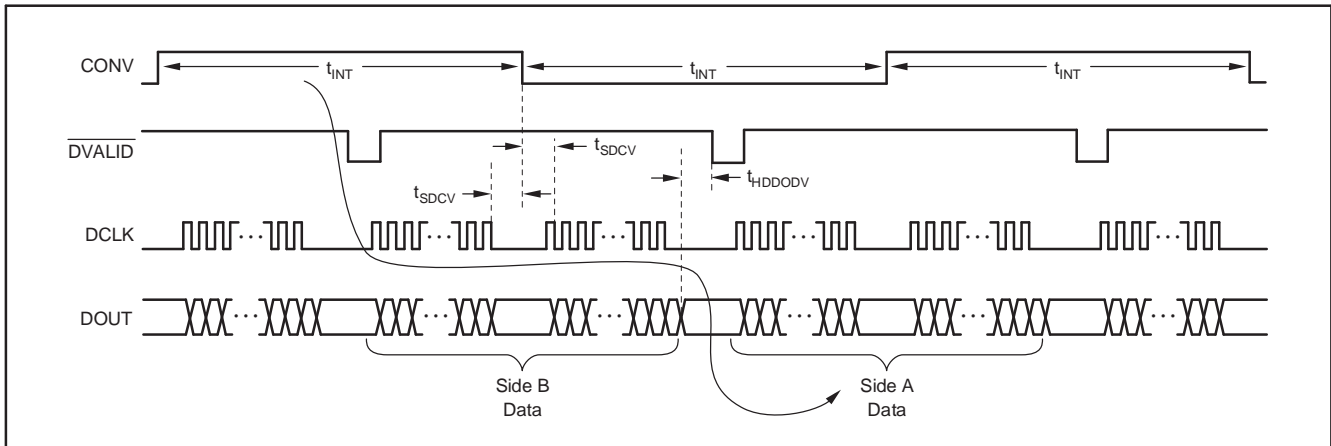 CONV
t_INT t_INT t_INT
DVALID
t_SDCV
t_HDDODV
t_SDCV
DCLK
··· ··· ··· ··· ··· ···
DOUT
··· ··· ··· ··· ··· ···
Side B
Data
Side A
Data